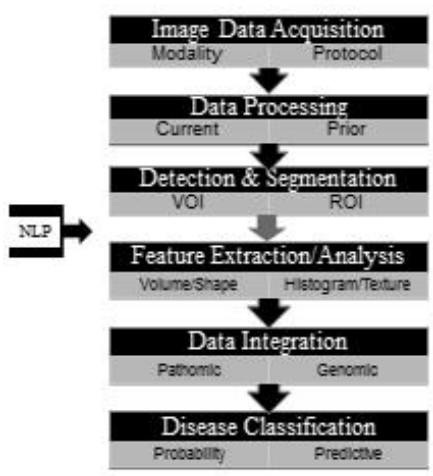 Image Data Acquisition
Modality Protocol
Data Processing
Current Prior
Detection & Segmentation
VOI ROI
NLP
Feature Extraction/Analysis
Volume/Shape Histogram/Texture
Data Integration
Pathomic Genomic
Disease Classification
Probability Predictive